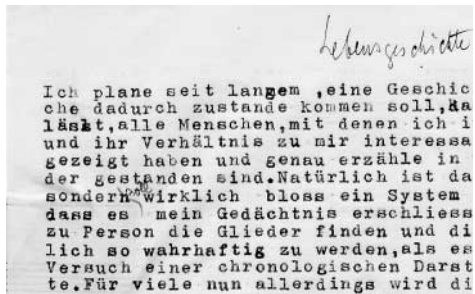 Lebensgeschichte
Ich plane seit langem ,eine Geschic
che dadurch zustande kommen soll,
lässt,alle Menschen,mit denen ich i
und ihr Verhältnis zu mir interessa
gezeigt haben und genau erzähle in
der gestanden sind.Natürlich ist da
sondern wirklich bloss ein System
dass es mein Gedächtnis erschliess
zu Person die Glieder finden und di
lich so wahrhaftig zu werden,als es
Versuch einer chronologischen Darst
te.Für viele nun allerdings wird di